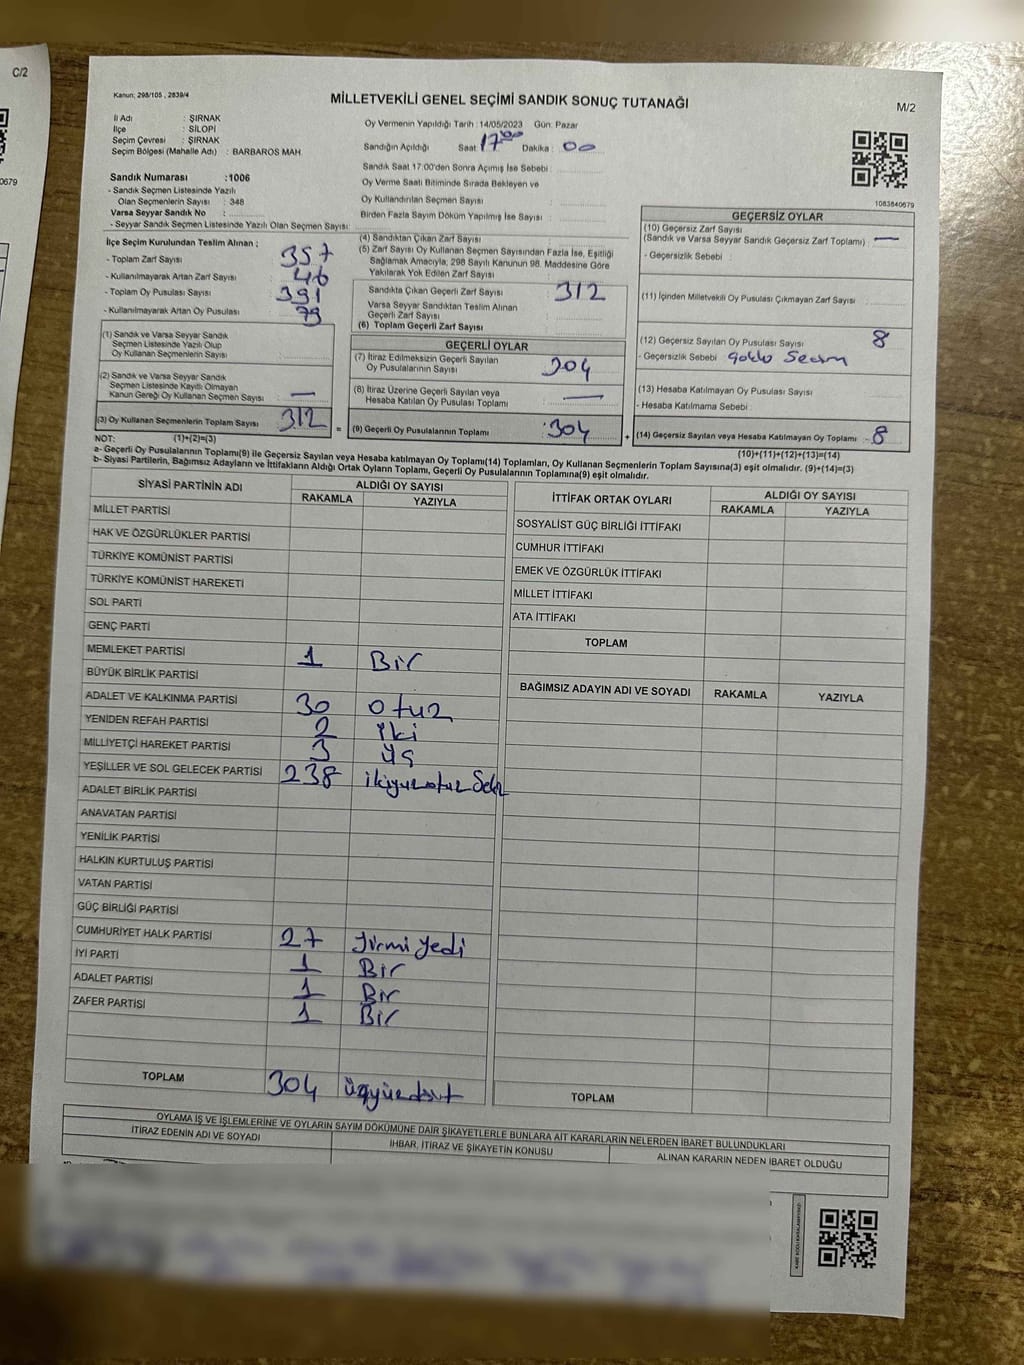 C/2
0679
Kanun; 298/105 , 2839/4
MİLLETVEKİLİ GENEL SEÇİMİ SANDIK SONUÇ TUTANAĞI
M/2
İl Adı : ŞIRNAK
İlçe : SİLOPİ
Seçim Çevresi : ŞIRNAK
Seçim Bölgesi (Mahalle Adı) : BARBAROS MAH.
Oy Vermenin Yapıldığı Tarih : 14/05/2023 Gün: Pazar
Sandığın Açıldığı Saat 17 00 Dakika : 00
Sandık Saat 17:00'den Sonra Açımış İse Sebebi :
Oy Verme Saati Bitiminde Sırada Bekleyen ve
Oy Kullandırılan Seçmen Sayısı :
Birden Fazla Sayım Döküm Yapılmış İse Sayısı :
Sandık Numarası :1006
- Sandık Seçmen Listesinde Yazılı
Olan Seçmenlerin Sayısı : 348
Varsa Seyyar Sandık No :
- Seyyar Sandık Seçmen Listesinde Yazılı Olan Seçmen Sayısı:
1083840679
İlçe Seçim Kurulundan Teslim Alınan ;
- Toplam Zarf Sayısı 357
- Kullanılmayarak Artan Zarf Sayısı 46
- Toplam Oy Pusulası Sayısı 391
- Kullanılmayarak Artan Oy Pusulası 79
(1) Sandık ve Varsa Seyyar Sandık
Seçmen Listesinde Yazılı Olup
Oy Kullanan Seçmenlerin Sayısı :
(2) Sandık ve Varsa Seyyar Sandık
Seçmen Listesinde Kayıtlı Olmayan
Kanun Gereği Oy Kullanan Seçmen Sayısı : —
(3) Oy Kullanan Seçmenlerin Toplam Sayısı 312
(4) Sandıktan Çıkan Zarf Sayısı
(5) Zarf Sayısı Oy Kullanan Seçmen Sayısından Fazla İse, Eşitliği
Sağlamak Amacıyla; 298 Sayılı Kanunun 98. Maddesine Göre
Yakılarak Yok Edilen Zarf Sayısı :
Sandıkta Çıkan Geçerli Zarf Sayısı 312
Varsa Seyyar Sandıktan Teslim Alınan
Geçerli Zarf Sayısı :
(6) Toplam Geçerli Zarf Sayısı
GEÇERLİ OYLAR
(7) İtiraz Edilmeksizin Geçerli Sayılan
Oy Pusulalarının Sayısı : 304
(8) İtiraz Üzerine Geçerli Sayılan veya
Hesaba Katılan Oy Pusulası Toplamı : —
= (9) Geçerli Oy Pusulalarının Toplamı 304
GEÇERSİZ OYLAR
(10) Geçersiz Zarf Sayısı
(Sandık ve Varsa Seyyar Sandık Geçersiz Zarf Toplamı) : —
- Geçersizlik Sebebi :
(11) İçinden Milletvekili Oy Pusulası Çıkmayan Zarf Sayısı :
(12) Geçersiz Sayılan Oy Pusulası Sayısı 8
- Geçersizlik Sebebi
(13) Hesaba Katılmayan Oy Pusulası Sayısı
- Hesaba Katılmama Sebebi :
+ (14) Geçersiz Sayılan veya Hesaba Katılmayan Oy Toplamı 8
NOT: (1)+(2)=(3)
(10)+(11)+(12)+(13)=(14)
a- Geçerli Oy Pusulalarının Toplamı(9) ile Geçersiz Sayılan veya Hesaba katılmayan Oy Toplamı(14) Toplamları, Oy Kullanan Seçmenlerin Toplam Sayısına(3) eşit olmalıdır. (9)+(14)=(3)
b- Siyasi Partilerin, Bağımsız Adayların ve İttifakların Aldığı Ortak Oyların Toplamı, Geçerli Oy Pusulalarının Toplamına(9) eşit olmalıdır.
SİYASİ PARTİNİN ADI
ALDIĞI OY SAYISI
RAKAMLA YAZIYLA
MİLLET PARTİSİ
HAK VE ÖZGÜRLÜKLER PARTİSİ
TÜRKİYE KOMÜNİST PARTİSİ
TÜRKİYE KOMÜNİST HAREKETİ
SOL PARTİ
GENÇ PARTİ
MEMLEKET PARTİSİ 1 Bir
BÜYÜK BİRLİK PARTİSİ
ADALET VE KALKINMA PARTİSİ 30 otuz
YENİDEN REFAH PARTİSİ 2 iki
MİLLİYETÇİ HAREKET PARTİSİ 3 üç
YEŞİLLER VE SOL GELECEK PARTİSİ 238
ADALET BİRLİK PARTİSİ
ANAVATAN PARTİSİ
YENİLİK PARTİSİ
HALKIN KURTULUŞ PARTİSİ
VATAN PARTİSİ
GÜÇ BİRLİĞİ PARTİSİ
CUMHURİYET HALK PARTİSİ 27 yirmi yedi
İYİ PARTİ 1 Bir
ADALET PARTİSİ 1 Bir
ZAFER PARTİSİ 1 Bir
TOPLAM 304 üçyüzdört
İTTİFAK ORTAK OYLARI
ALDIĞI OY SAYISI
RAKAMLA YAZIYLA
SOSYALİST GÜÇ BİRLİĞİ İTTİFAKI
CUMHUR İTTİFAKI
EMEK VE ÖZGÜRLÜK İTTİFAKI
MİLLET İTTİFAKI
ATA İTTİFAKI
TOPLAM
BAĞIMSIZ ADAYIN ADI VE SOYADI RAKAMLA YAZIYLA
TOPLAM
OYLAMA İŞ VE İŞLEMLERİNE VE OYLARIN SAYIM DÖKÜMÜNE DAİR ŞİKAYETLERLE BUNLARA AİT KARARLARIN NELERDEN İBARET BULUNDUKLARI
İTİRAZ EDENİN ADI VE SOYADI
İHBAR, İTİRAZ VE ŞİKAYETİN KONUSU
ALINAN KARARIN NEDEN İBARET OLDUĞU